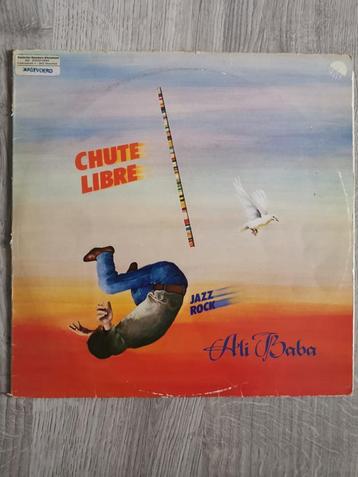 AFGEVOERD
CHUTE
LIBRE
JAZZ
ROCK
Ali Baba